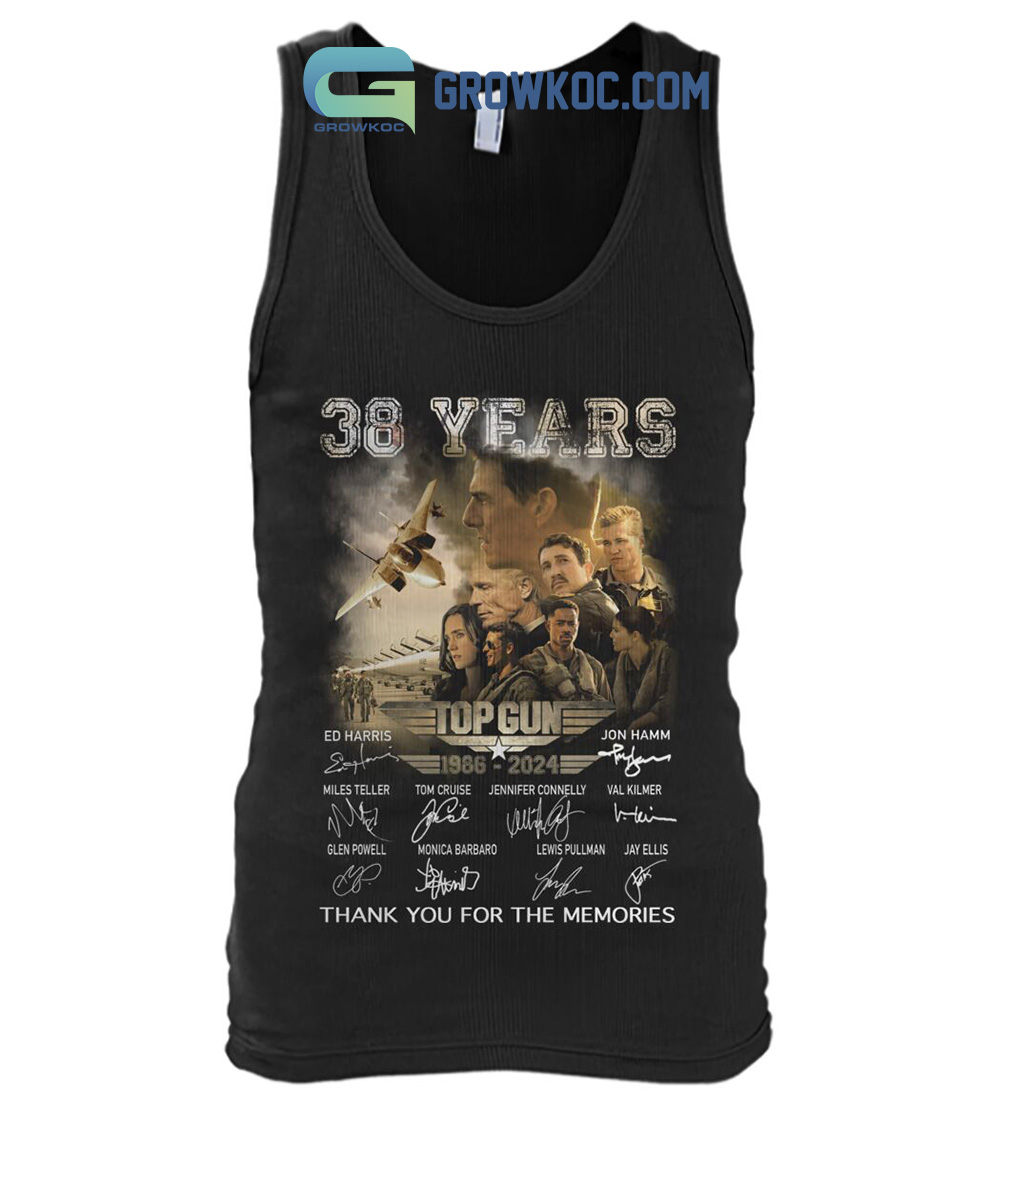 GROWKOC
GROWKOC.COM
38 YEARS
TOP GUN
1986 - 2024
ED HARRIS
JON HAMM
MILES TELLER TOM CRUISE JENNIFER CONNELLY VAL KILMER
GLEN POWELL MONICA BARBARO LEWIS PULLMAN JAY ELLIS
THANK YOU FOR THE MEMORIES